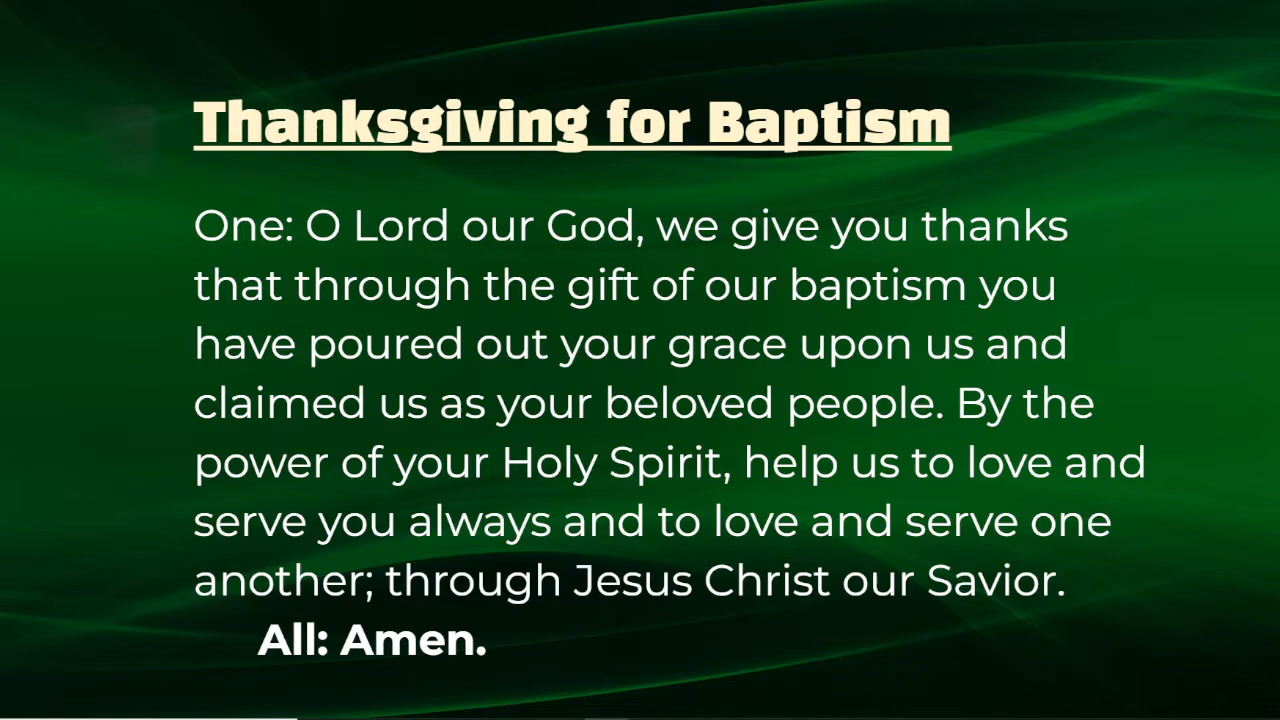 Thanksgiving for Baptism
One: O Lord our God, we give you thanks
that through the gift of our baptism you
have poured out your grace upon us and
claimed us as your beloved people. By the
power of your Holy Spirit, help us to love and
serve you always and to love and serve one
another; through Jesus Christ our Savior.
All: Amen.